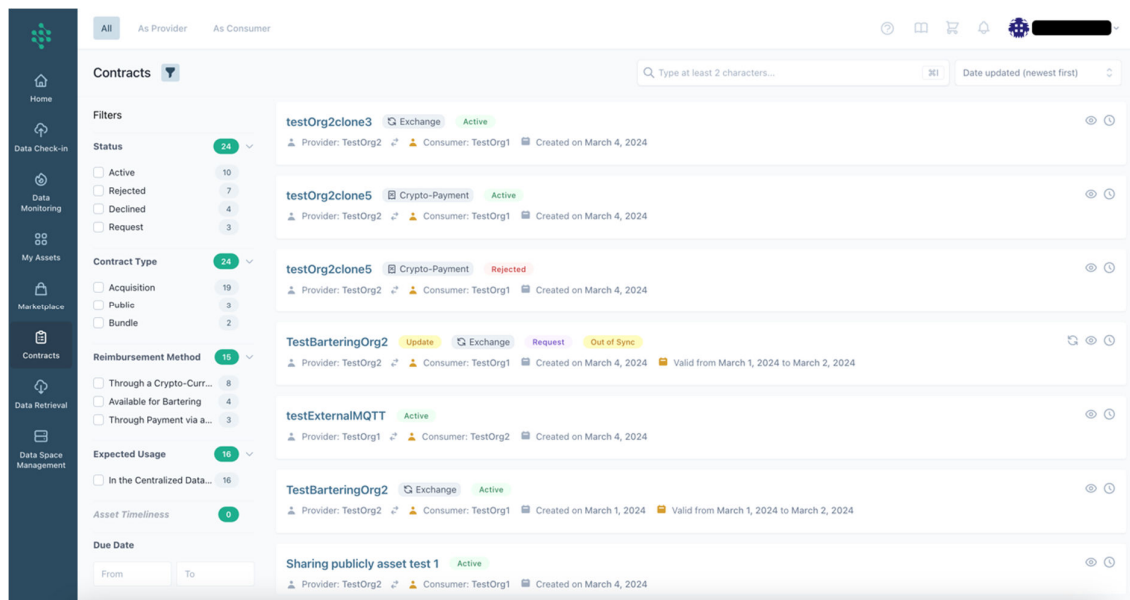 All As Provider As Consumer
Home
Data Check-in
Data
Monitoring
My Assets
Marketplace
Contracts
Data Retrieval
Data Space
Management
Contracts
Type at least 2 characters...
⌘I
Date updated (newest first)
Filters
Status 24
Active 10
Rejected 7
Declined 4
Request 3
Contract Type 24
Acquisition 19
Public 3
Bundle 2
Reimbursement Method 15
Through a Crypto-Curr... 8
Available for Bartering 4
Through Payment via a... 3
Expected Usage 16
In the Centralized Data... 16
Asset Timeliness 0
Due Date
From To
testOrg2clone3 Exchange Active
Provider: TestOrg2 Consumer: TestOrg1 Created on March 4, 2024
testOrg2clone5 Crypto-Payment Active
Provider: TestOrg2 Consumer: TestOrg1 Created on March 4, 2024
testOrg2clone5 Crypto-Payment Rejected
Provider: TestOrg2 Consumer: TestOrg1 Created on March 4, 2024
TestBarteringOrg2 Update Exchange Request Out of Sync
Provider: TestOrg2 Consumer: TestOrg1 Created on March 4, 2024 Valid from March 1, 2024 to March 2, 2024
testExternalMQTT Active
Provider: TestOrg1 Consumer: TestOrg2 Created on March 4, 2024
TestBarteringOrg2 Exchange Active
Provider: TestOrg2 Consumer: TestOrg1 Created on March 1, 2024 Valid from March 1, 2024 to March 2, 2024
Sharing publicly asset test 1 Active
Provider: TestOrg2 Consumer: TestOrg1 Created on March 4, 2024